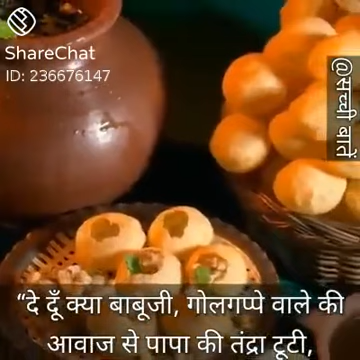 ShareChat
ID: 236676147
@सच्ची बातें
“दे दूँ क्या बाबूजी, गोलगप्पे वाले की
आवाज से पापा की तंद्रा टूटी,